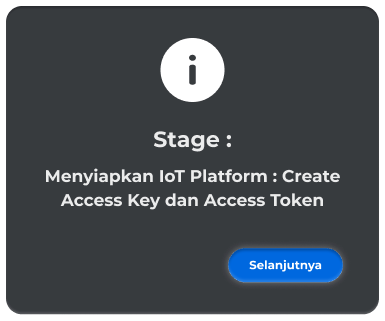 Stage :
Menyiapkan IoT Platform : Create
Access Key dan Access Token
Selanjutnya